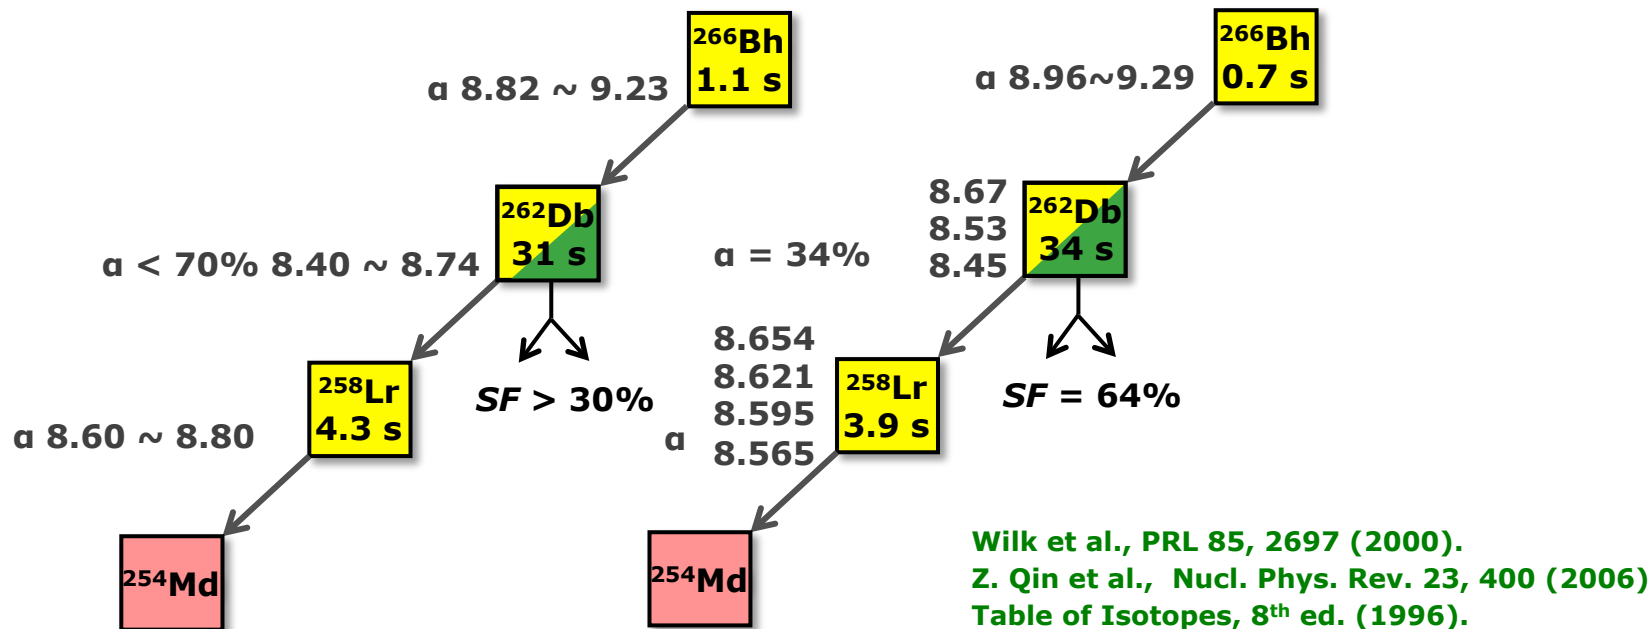 ²⁶⁶Bh
1.1 s
ɑ 8.82 ~ 9.23
²⁶²Db
31 s
ɑ < 70% 8.40 ~ 8.74
SF > 30%
²⁵⁸Lr
4.3 s
ɑ 8.60 ~ 8.80
²⁵⁴Md
²⁶⁶Bh
0.7 s
ɑ 8.96~9.29
²⁶²Db
34 s
8.67
8.53
8.45
ɑ = 34%
SF = 64%
²⁵⁸Lr
3.9 s
8.654
8.621
8.595
ɑ 8.565
²⁵⁴Md
Wilk et al., PRL 85, 2697 (2000).
Z. Qin et al., Nucl. Phys. Rev. 23, 400 (2006)
Table of Isotopes, 8ᵗʰ ed. (1996).